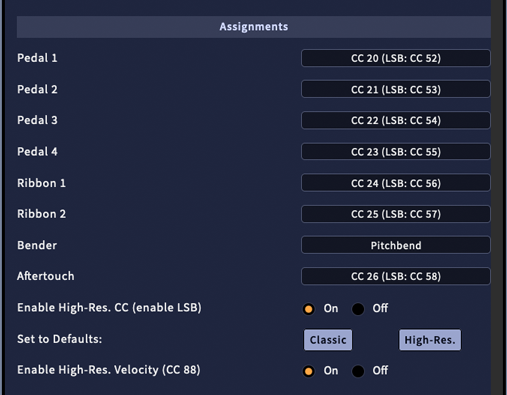 Assignments
Pedal 1 CC 20 (LSB: CC 52)
Pedal 2 CC 21 (LSB: CC 53)
Pedal 3 CC 22 (LSB: CC 54)
Pedal 4 CC 23 (LSB: CC 55)
Ribbon 1 CC 24 (LSB: CC 56)
Ribbon 2 CC 25 (LSB: CC 57)
Bender Pitchbend
Aftertouch CC 26 (LSB: CC 58)
Enable High-Res. CC (enable LSB) On Off
Set to Defaults: Classic High-Res.
Enable High-Res. Velocity (CC 88) On Off